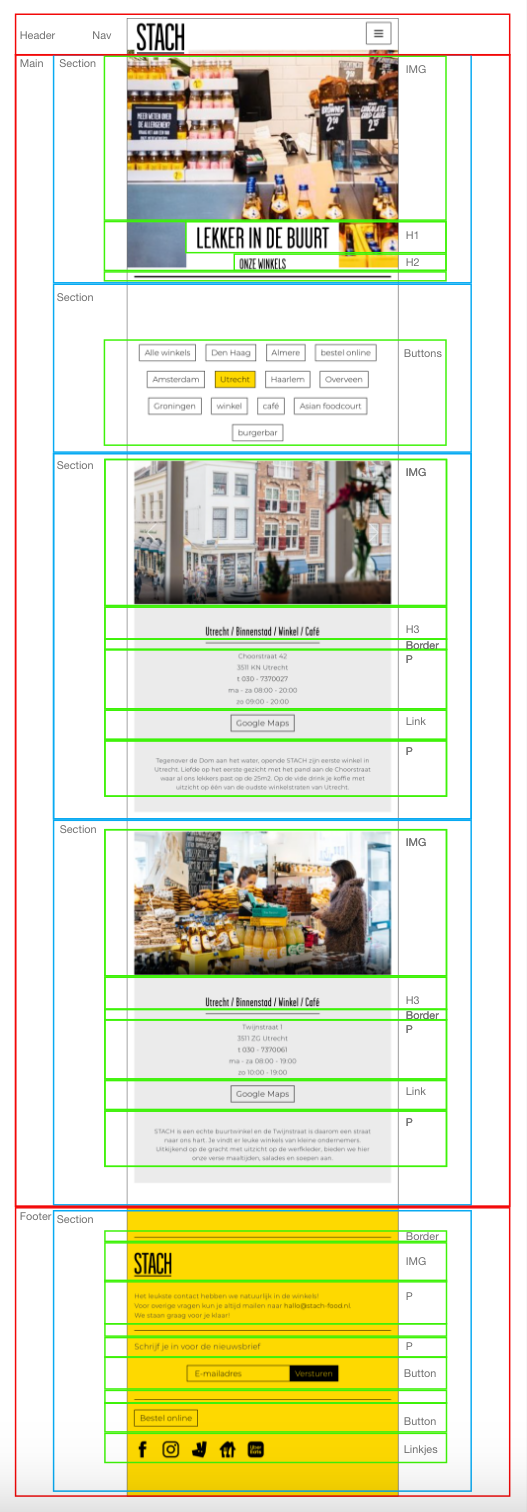 Header
Nav
STACH
Main
Section
IMG
MEER WETEN OVER
DE ALLERGENEN?
2.50
2.50
LEKKER IN DE BUURT
H1
ONZE WINKELS
H2
Section
Alle winkels
Den Haag
Almere
bestel online
Buttons
Amsterdam
Utrecht
Haarlem
Overveen
Groningen
winkel
café
Asian foodcourt
burgerbar
Section
IMG
Utrecht / Binnenstad / Winkel / Café
H3
Border
Choorstraat 42
P
3511 KN Utrecht
t 030 - 7370027
ma - za 08:00 - 20:00
zo 09:00 - 20:00
Google Maps
Link
P
Tegenover de Dom aan het water, opende STACH zijn eerste winkel in
Utrecht. Liefde op het eerste gezicht met het pand aan de Choorstraat
waar al ons lekkers past op de 25m2. Op de vide drink je koffie met
uitzicht op één van de oudste winkelstraten van Utrecht.
Section
IMG
Utrecht / Binnenstad / Winkel / Café
H3
Border
Twijnstraat 1
P
3511 ZG Utrecht
t 030 - 7370061
ma - za 08:00 - 19:00
zo 10:00 - 19:00
Google Maps
Link
P
STACH is een echte buurtwinkel en de Twijnstraat is daarom een straat
naar ons hart. Je vindt er leuke winkels van kleine ondernemers.
Uitkijkend op de gracht met uitzicht op de werfkelder, bieden we hier
onze verse maaltijden, salades en soepen aan.
Footer
Section
Border
STACH
IMG
Het leukste contact hebben we natuurlijk in de winkels!
P
Voor overige vragen kun je altijd mailen naar hallo@stach-food.nl.
We staan graag voor je klaar!
Schrijf je in voor de nieuwsbrief
P
E-mailadres
Versturen
Button
Bestel online
Button
Uber
Eats
Linkjes